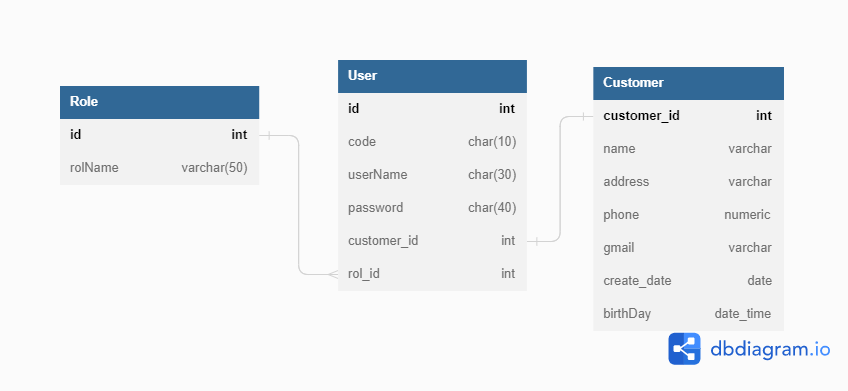 Role
id int
rolName varchar(50)
User
id int
code char(10)
userName char(30)
password char(40)
customer_id int
rol_id int
Customer
customer_id int
name varchar
address varchar
phone numeric
gmail varchar
create_date date
birthDay date_time
dbdiagram.io